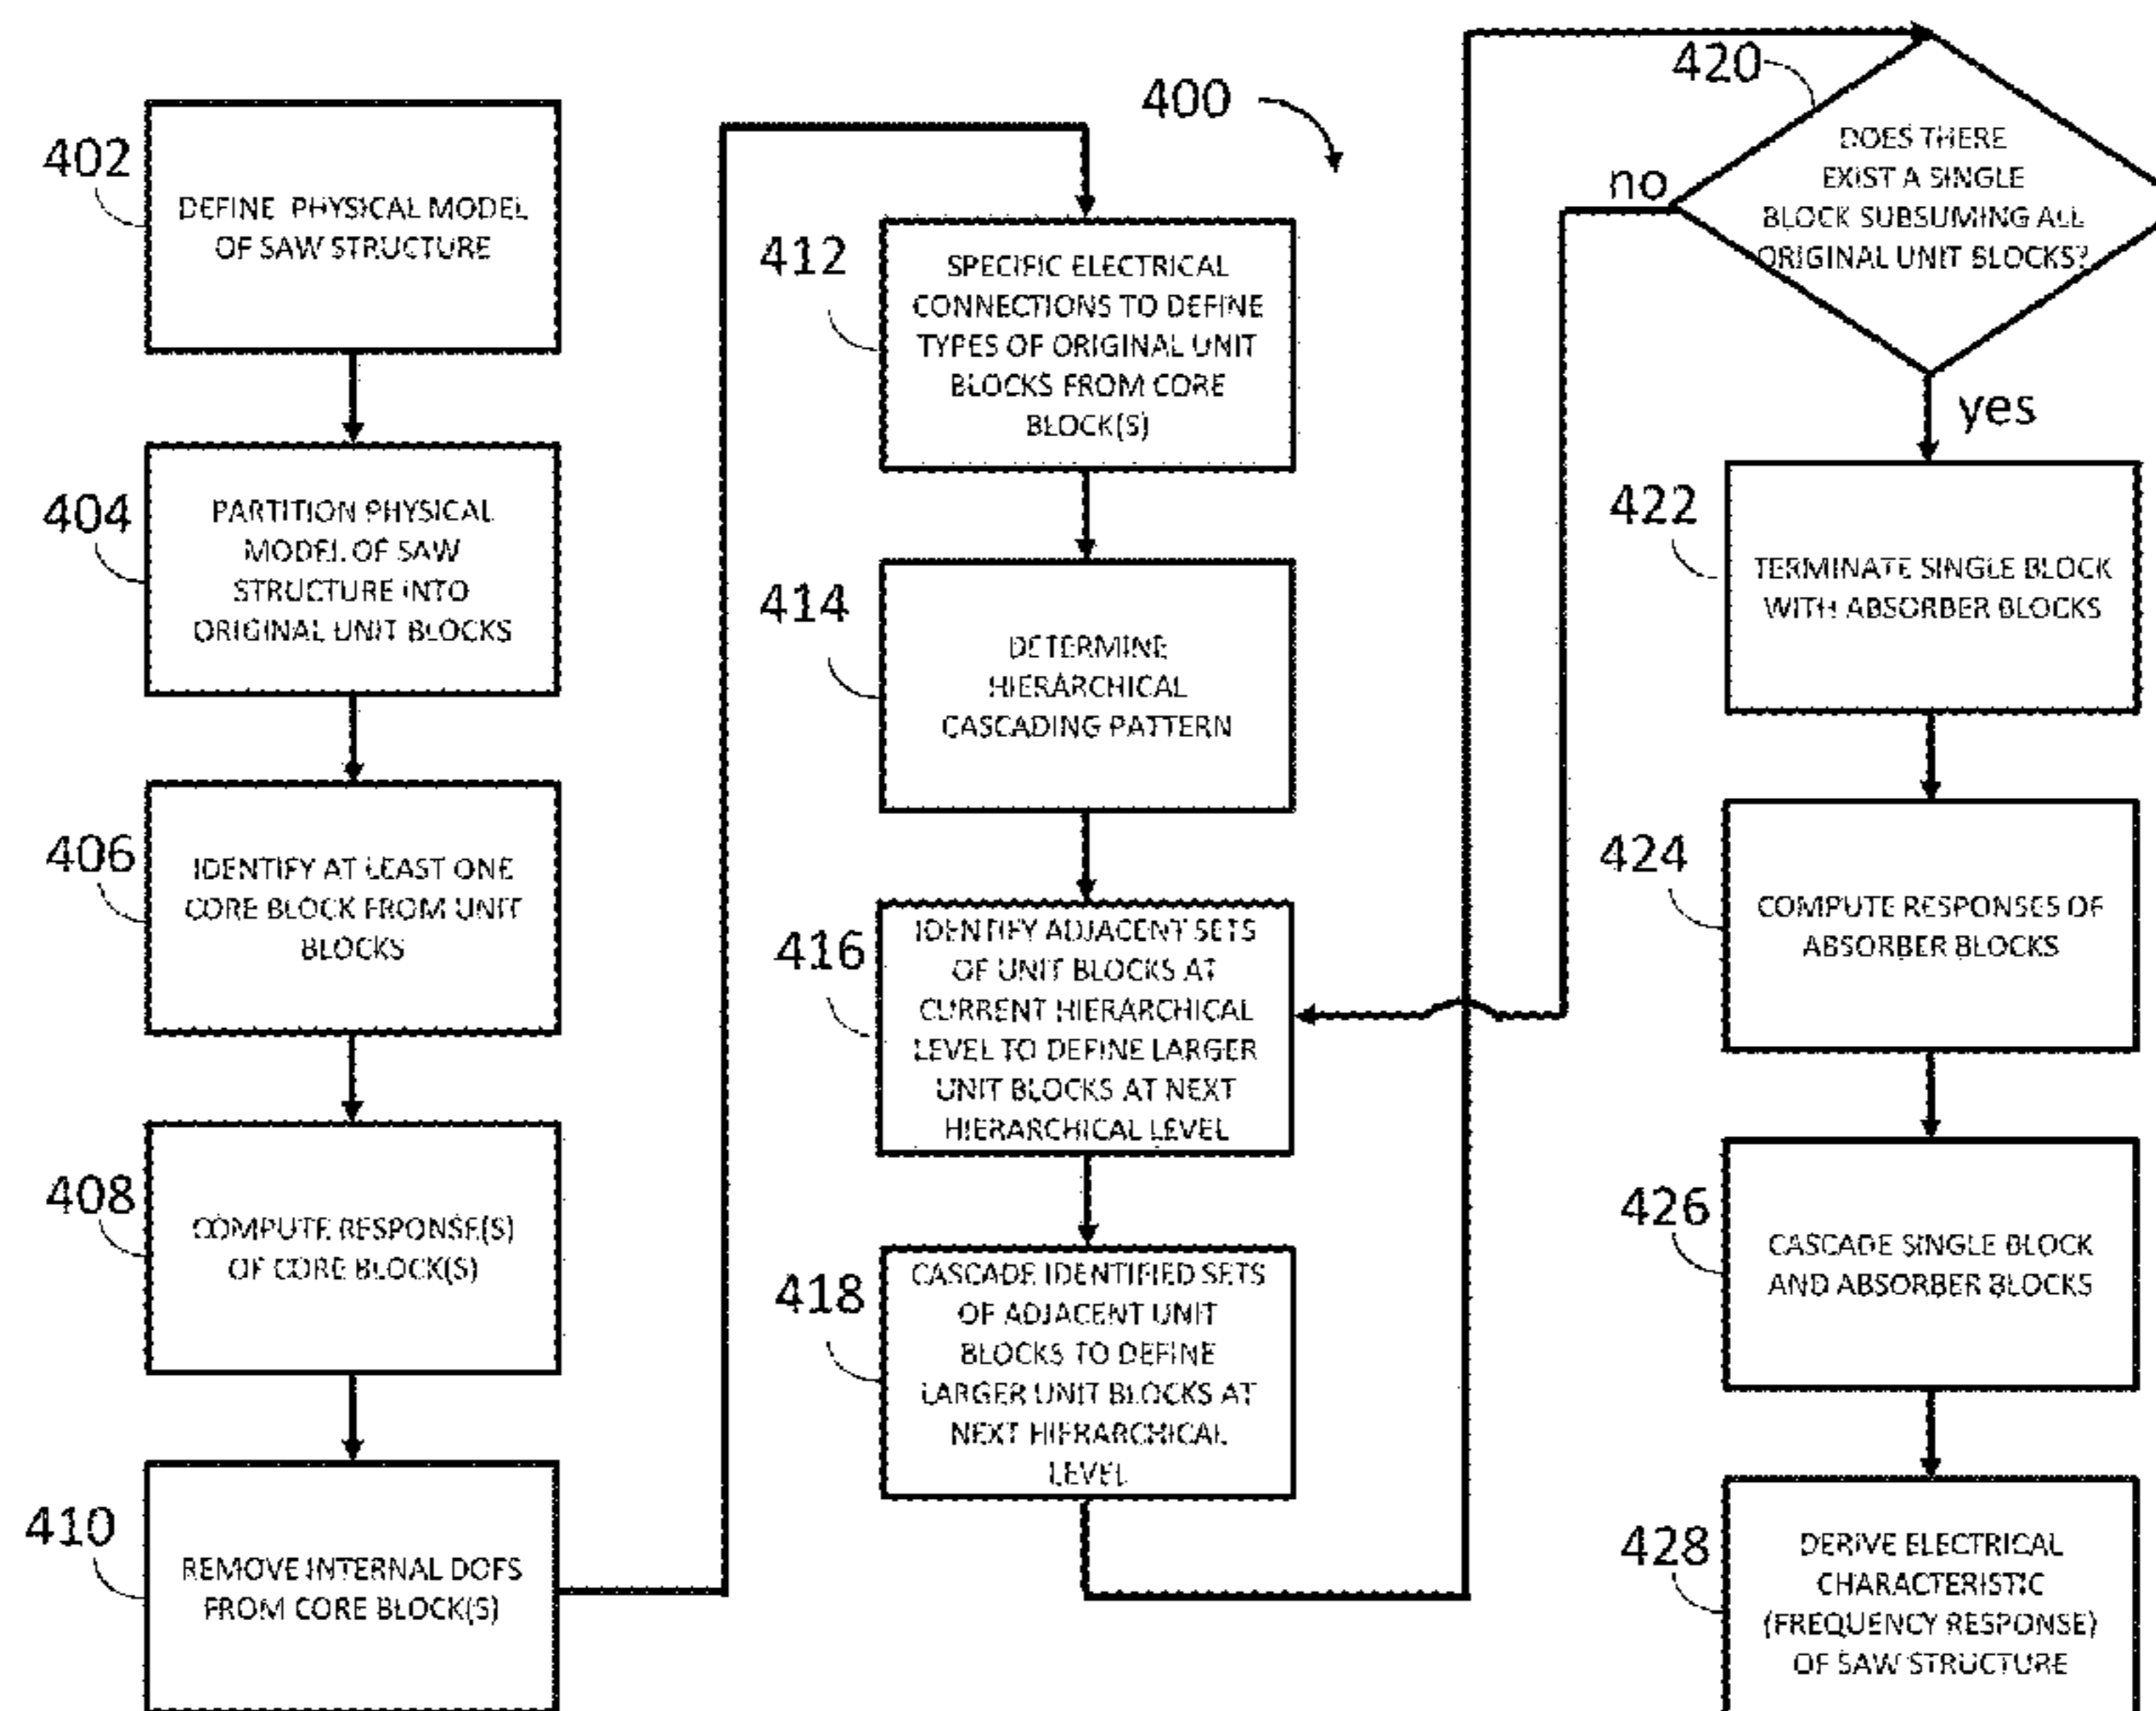 402
DEFINE PHYSICAL MODEL
OF SAW STRUCTURE
404
PARTITION PHYSICAL
MODEL OF SAW
STRUCTURE INTO
ORIGINAL UNIT BLOCKS
406
IDENTIFY AT LEAST ONE
CORE BLOCK FROM UNIT
BLOCKS
408
COMPUTE RESPONSE(S)
OF CORE BLOCK(S)
410
REMOVE INTERNAL DOFS
FROM CORE BLOCK(S)
400
412
SPECIFIC ELECTRICAL
CONNECTIONS TO DEFINE
TYPES OF ORIGINAL UNIT
BLOCKS FROM CORE
BLOCK(S)
414
DETERMINE
HIERARCHICAL
CASCADING PATTERN
416
IDENTIFY ADJACENT SETS
OF UNIT BLOCKS AT
CURRENT HIERARCHICAL
LEVEL TO DEFINE LARGER
UNIT BLOCKS AT NEXT
HIERARCHICAL LEVEL
418
CASCADE IDENTIFIED SETS
OF ADJACENT UNIT
BLOCKS TO DEFINE
LARGER UNIT BLOCKS AT
NEXT HIERARCHICAL
LEVEL
420
DOES THERE
EXIST A SINGLE
BLOCK SUBSUMING ALL
ORIGINAL UNIT BLOCKS?
no
yes
422
TERMINATE SINGLE BLOCK
WITH ABSORBER BLOCKS
424
COMPUTE RESPONSES OF
ABSORBER BLOCKS
426
CASCADE SINGLE BLOCK
AND ABSORBER BLOCKS
428
DERIVE ELECTRICAL
CHARACTERISTIC
(FREQUENCY RESPONSE)
OF SAW STRUCTURE